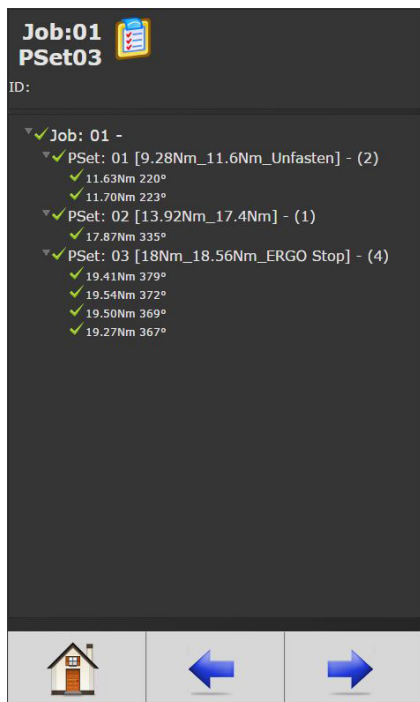 Job:01
PSet03
ID:
Job: 01 -
PSet: 01 [9.28Nm_11.6Nm_Unfasten] - (2)
11.63Nm 220°
11.70Nm 223°
PSet: 02 [13.92Nm_17.4Nm] - (1)
17.87Nm 335°
PSet: 03 [18Nm_18.56Nm_ERGO Stop] - (4)
19.41Nm 379°
19.54Nm 372°
19.50Nm 369°
19.27Nm 367°